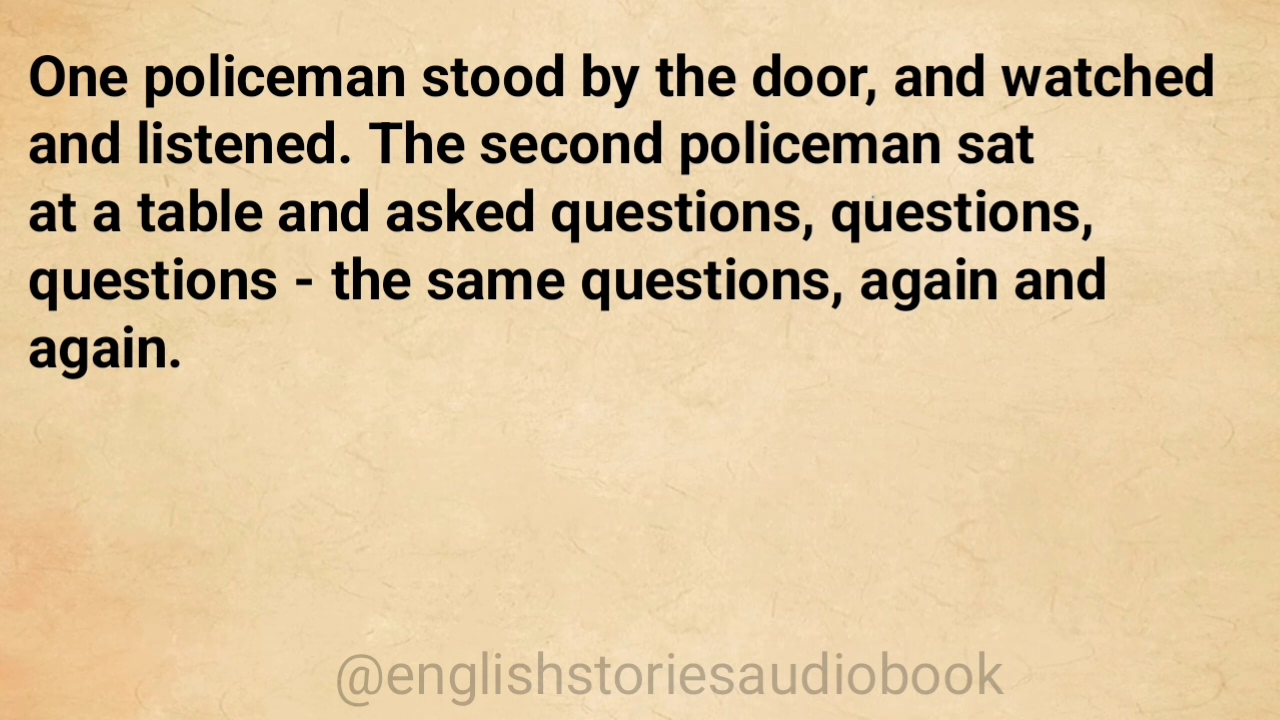 One policeman stood by the door, and watched
and listened. The second policeman sat
at a table and asked questions, questions,
questions - the same questions, again and
again.
@englishstoriesaudiobook